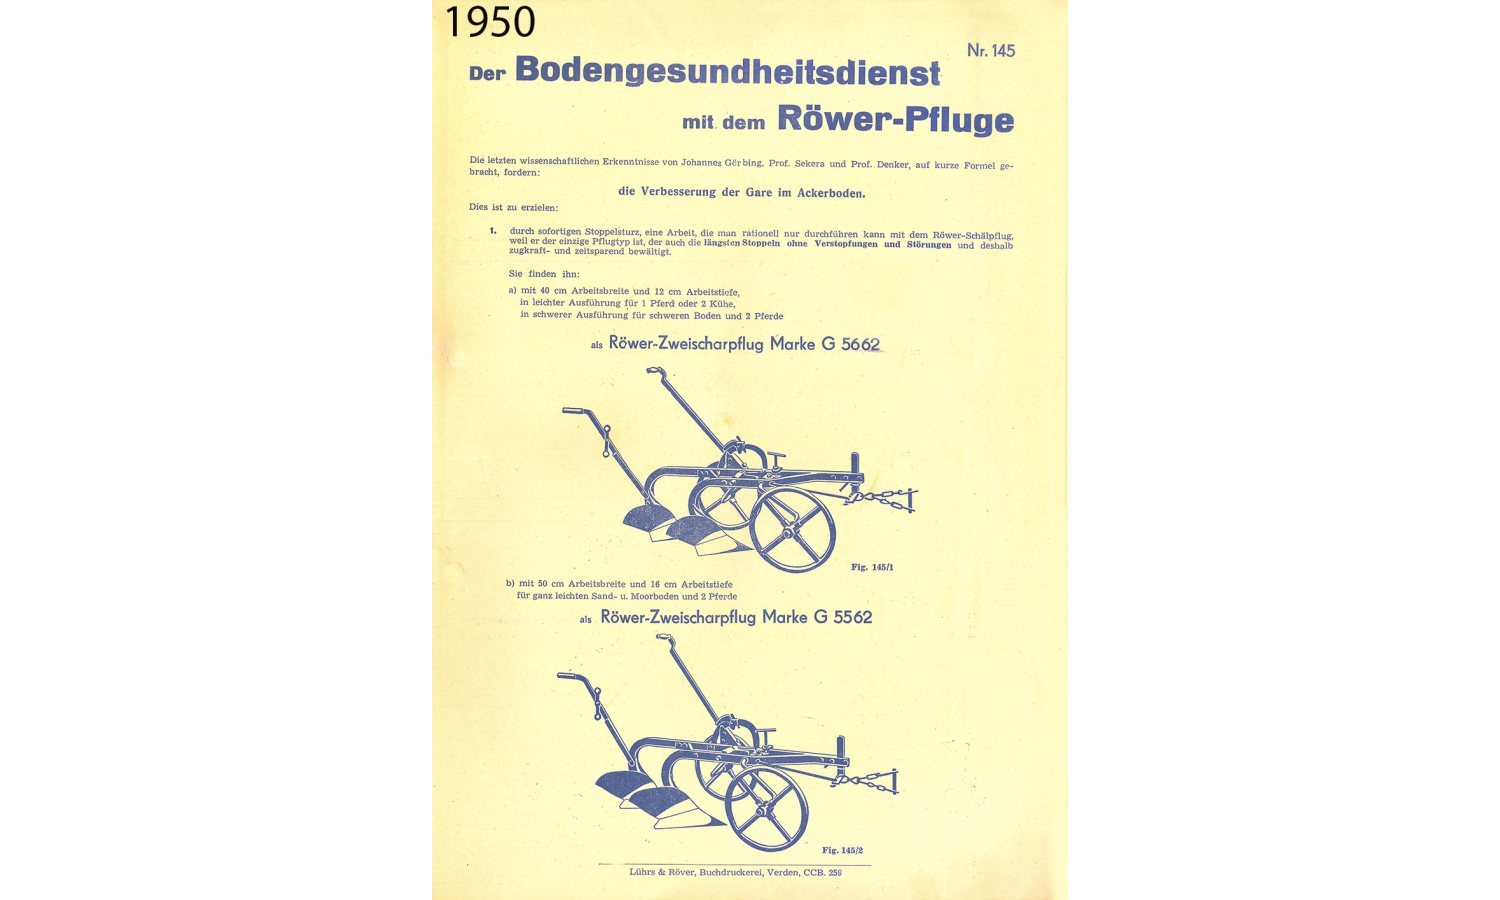 1950
Nr. 145
Der Bodengesundheitsdienst
mit dem Röwer-Pfluge
Die letzten wissenschaftlichen Erkenntnisse von Johannes Görbing, Prof. Sekera und Prof. Denker, auf kurze Formel ge-
bracht, fordern:
die Verbesserung der Gare im Ackerboden.
Dies ist zu erzielen:
1. durch sofortigen Stoppelsturz, eine Arbeit, die man rationell nur durchführen kann mit dem Röwer-Schälpflug,
weil er der einzige Pflugtyp ist, der auch die längsten Stoppeln ohne Verstopfungen und Störungen und deshalb
zugkraft- und zeitsparend bewältigt.
Sie finden ihn:
a) mit 40 cm Arbeitsbreite und 12 cm Arbeitstiefe,
in leichter Ausführung für 1 Pferd oder 2 Kühe,
in schwerer Ausführung für schweren Boden und 2 Pferde
als Röwer-Zweischarpflug Marke G 5662
Fig. 145/1
b) mit 50 cm Arbeitsbreite und 16 cm Arbeitstiefe
für ganz leichten Sand- u. Moorboden und 2 Pferde
als Röwer-Zweischarpflug Marke G 5562
Fig. 145/2
Lührs & Röver, Buchdruckerei, Verden, CCB. 259